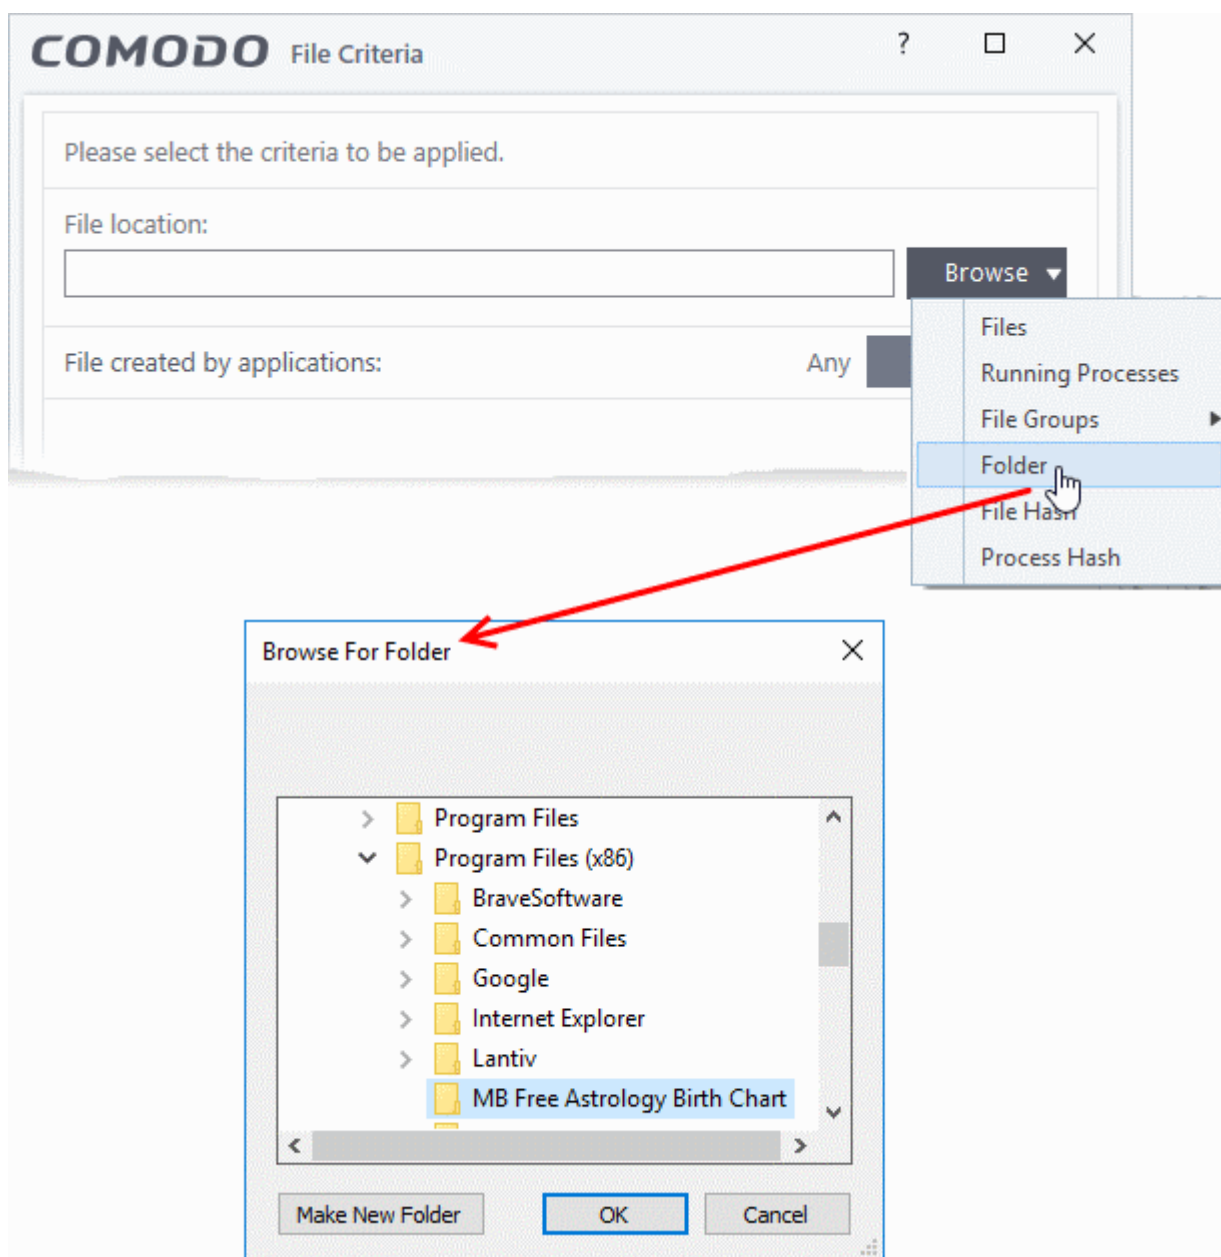 COMODO File Criteria ?
Please select the criteria to be applied.
File location:
Browse
Files
File created by applications: Any
Running Processes
File Groups
Folder
File Hash
Process Hash
Browse For Folder
Program Files
Program Files (x86)
BraveSoftware
Common Files
Google
Internet Explorer
Lantiv
MB Free Astrology Birth Chart
Make New Folder OK Cancel